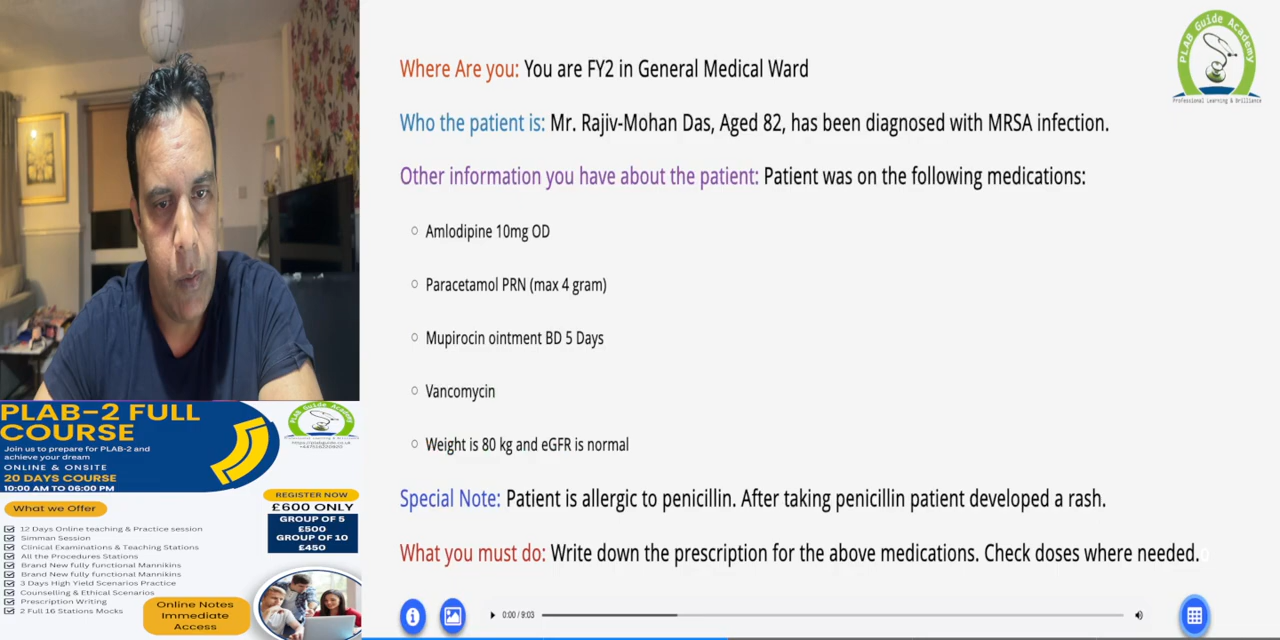 Where Are you: You are FY2 in General Medical Ward
Who the patient is: Mr. Rajiv-Mohan Das, Aged 82, has been diagnosed with MRSA infection.
Other information you have about the patient: Patient was on the following medications:
Amlodipine 10mg OD
Paracetamol PRN (max 4 gram)
Mupirocin ointment BD 5 Days
Vancomycin
Weight is 80 kg and eGFR is normal
Special Note: Patient is allergic to penicillin. After taking penicillin patient developed a rash.
What you must do: Write down the prescription for the above medications. Check doses where needed.
0:00 / 9:03
PLAB Guide Academy
Professional Learning & Brilliance
PLAB-2 FULL
COURSE
Join us to prepare for PLAB-2 and
achieve your dream
ONLINE & ONSITE
20 DAYS COURSE
10:00 AM TO 06:00 PM
What we Offer
12 Days Online teaching & Practice session
Simman Session
Clinical Examinations & Teaching Stations
All the Procedures Stations
Brand New fully functional Mannikins
Brand New fully functional Mannikins
3 Days High Yield Scenarios Practice
Counselling & Ethical Scenarios
Prescription Writing
2 Full 16 Stations Mocks
REGISTER NOW
£600 ONLY
GROUP OF 5
£500
GROUP OF 10
£450
Online Notes
Immediate
Access